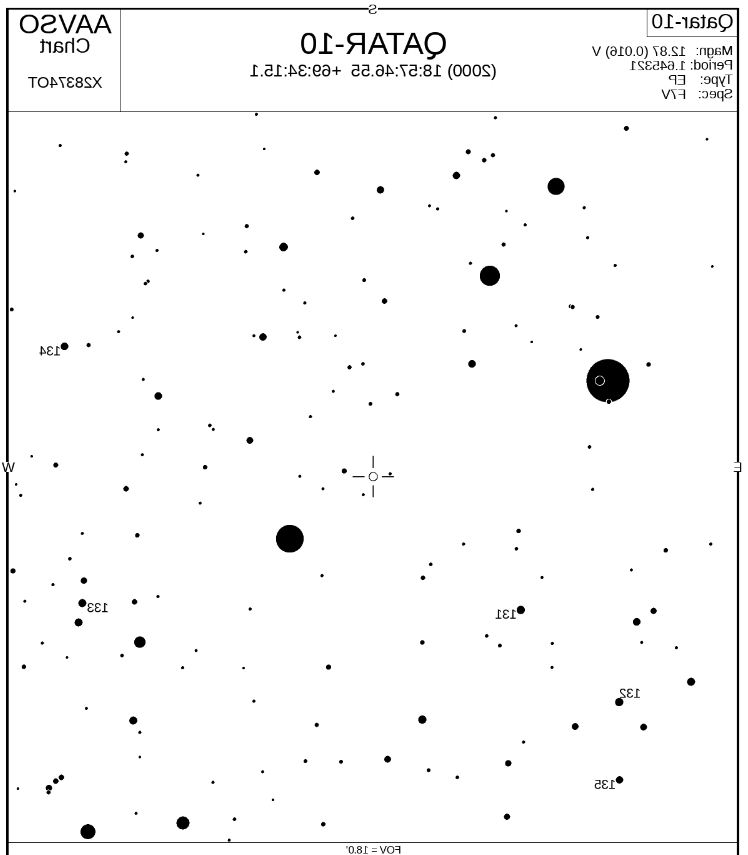 S
Qatar-10
Magn: 12.87 (0.016) V
Period: 1.645321
Type: EP
Spec: F7V
QATAR-10
(2000) 18:57:46.55 +69:34:15.1
AAVSO
Chart
X28374OT
134
W
E
133
131
132
135
FOV = 18.0'